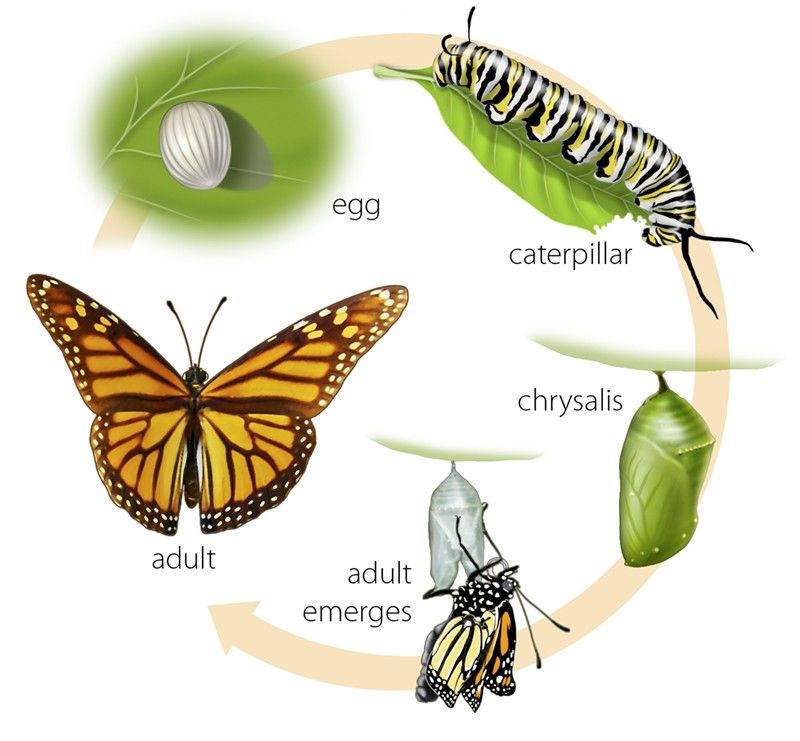 egg
caterpillar
chrysalis
adult
emerges
adult